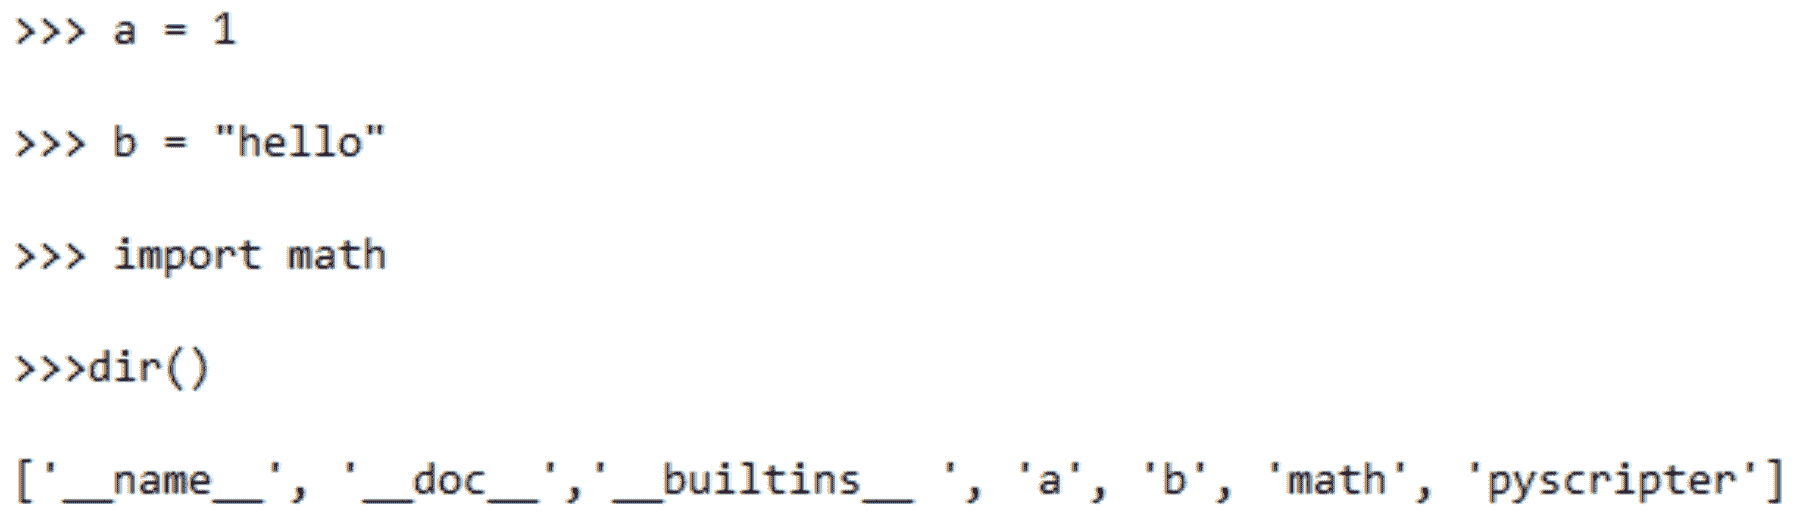 >>> a = 1
>>> b = "hello"
>>> import math
>>>dir()
['__name__', '__doc__','__builtins__ ', 'a', 'b', 'math', 'pyscripter']